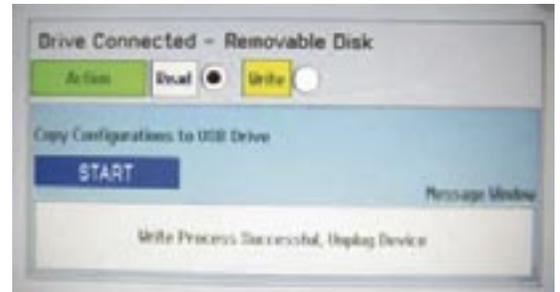 Drive Connected - Removable Disk
Action Read Write
Copy Configurations to USB Drive
START
Message Window
Write Process Successful, Unplug Device